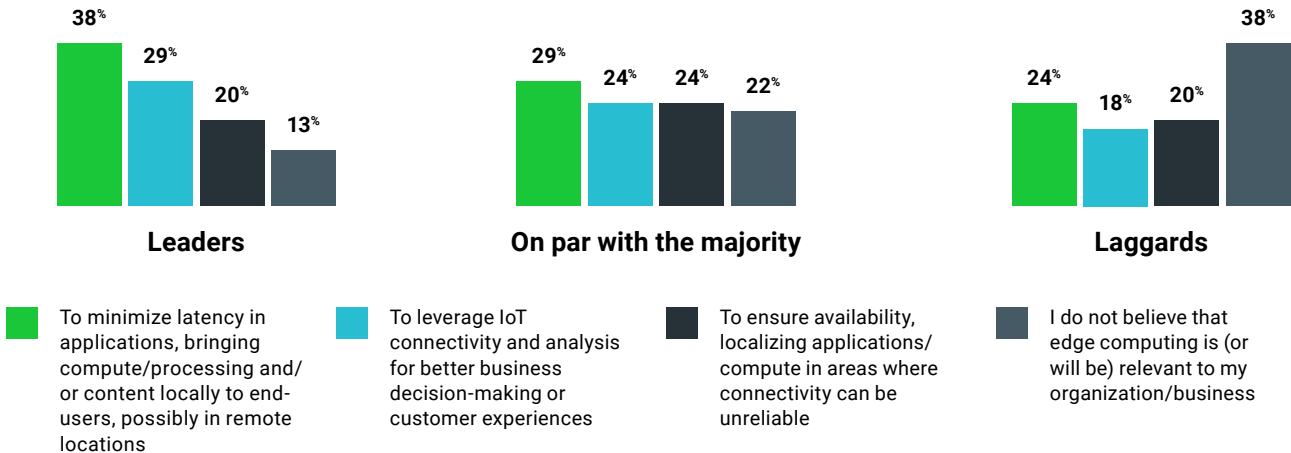 38%
29%
20%
13%
Leaders
29%
24%
24%
22%
On par with the majority
24%
18%
20%
38%
Laggards
To minimize latency in
applications, bringing
compute/processing and/
or content locally to end-
users, possibly in remote
locations
To leverage IoT
connectivity and analysis
for better business
decision-making or
customer experiences
To ensure availability,
localizing applications/
compute in areas where
connectivity can be
unreliable
I do not believe that
edge computing is (or
will be) relevant to my
organization/business